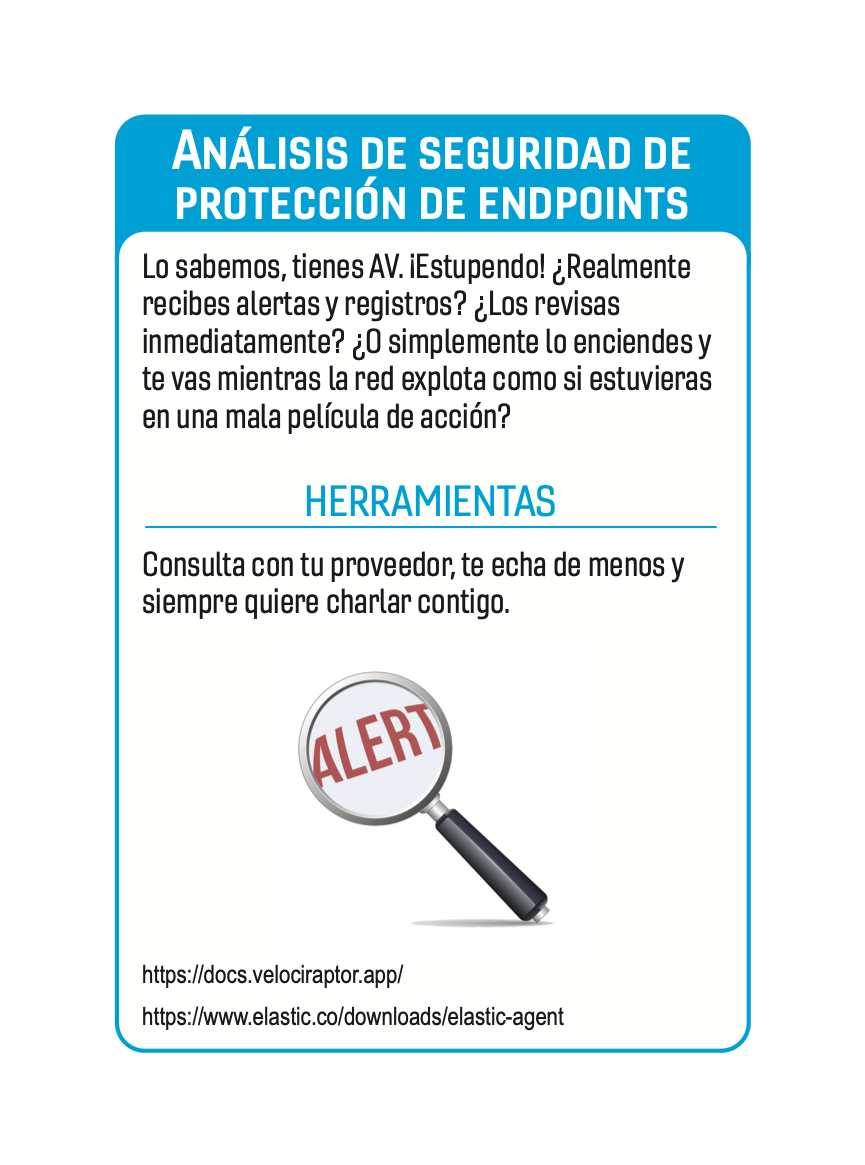 ANÁLISIS DE SEGURIDAD DE
PROTECCIÓN DE ENDPOINTS
Lo sabemos, tienes AV. ¡Estupendo! ¿Realmente
recibes alertas y registros? ¿Los revisas
inmediatamente? ¿O simplemente lo enciendes y
te vas mientras la red explota como si estuvieras
en una mala película de acción?
HERRAMIENTAS
Consulta con tu proveedor, te echa de menos y
siempre quiere charlar contigo.
ALERT
https://docs.velociraptor.app/
https://www.elastic.co/downloads/elastic-agent